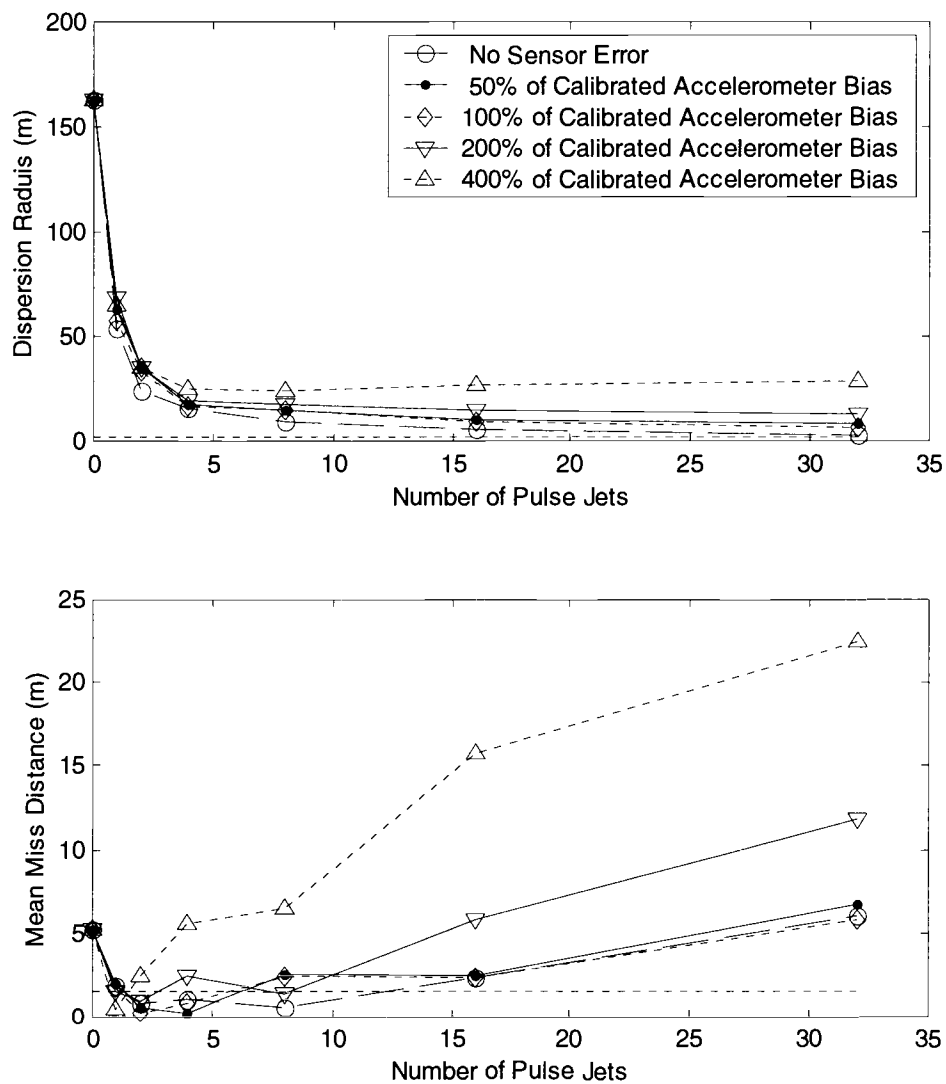 200
150
100
50
0
Dispersion Raduis (m)
No Sensor Error
50% of Calibrated Accelerometer Bias
100% of Calibrated Accelerometer Bias
200% of Calibrated Accelerometer Bias
400% of Calibrated Accelerometer Bias
0 5 10 15 20 25 30 35
Number of Pulse Jets
25
20
15
10
5
0
Mean Miss Distance (m)
0 5 10 15 20 25 30 35
Number of Pulse Jets